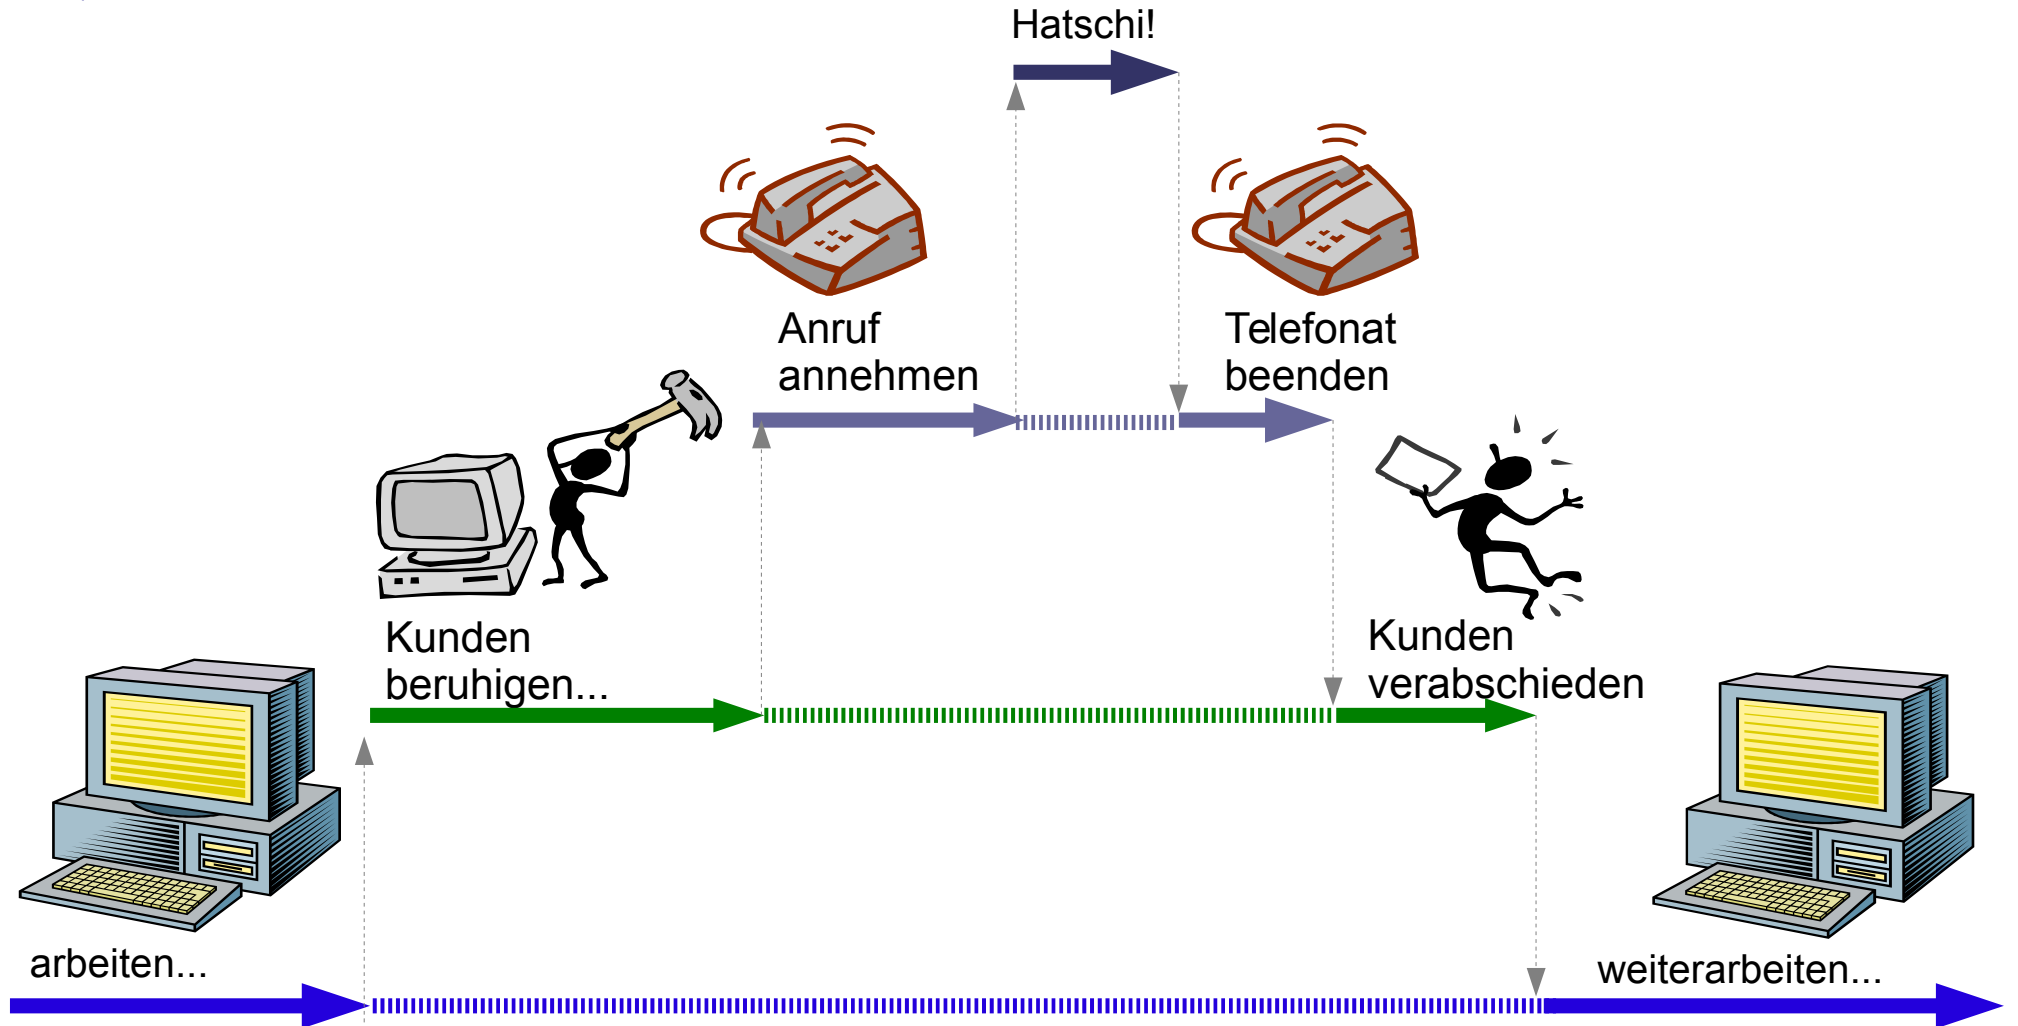 Hatschi!
Anruf
annehmen
Telefonat
beenden
Kunden
beruhigen...
Kunden
verabschieden
arbeiten...
weiterarbeiten...